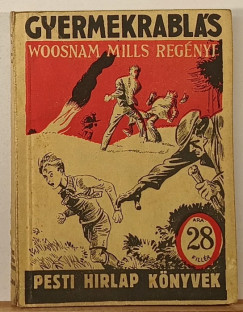 GYERMEKRABLÁS
WOOSNAM MILLS REGÉNYE
ÁRA
28
FILLÉR
PESTI HIRLAP KÖNYVEK